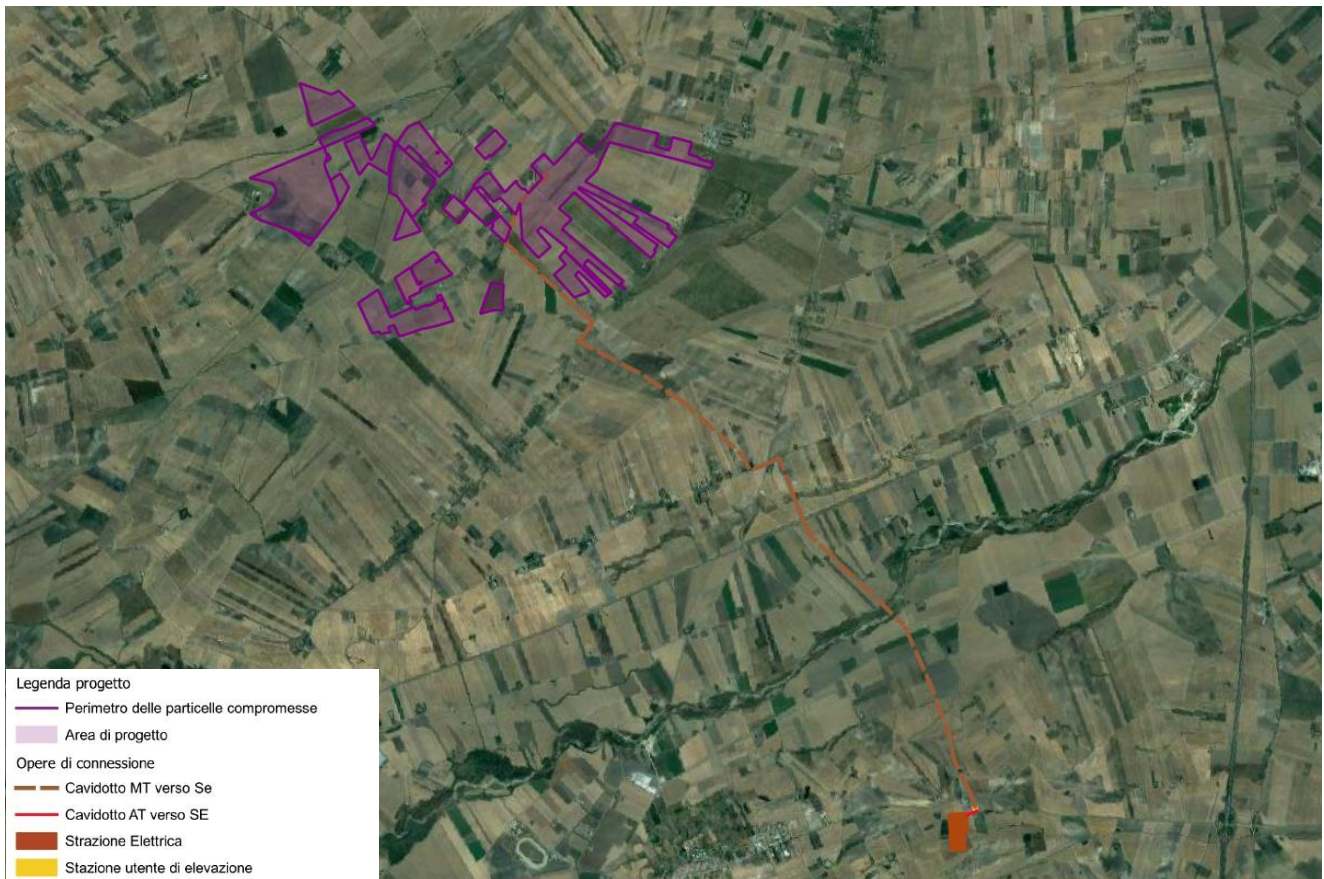 Legenda progetto
Perimetro delle particelle compromesse
Area di progetto
Opere di connessione
Cavidotto MT verso Se
Cavidotto AT verso SE
Strazione Elettrica
Stazione utente di elevazione